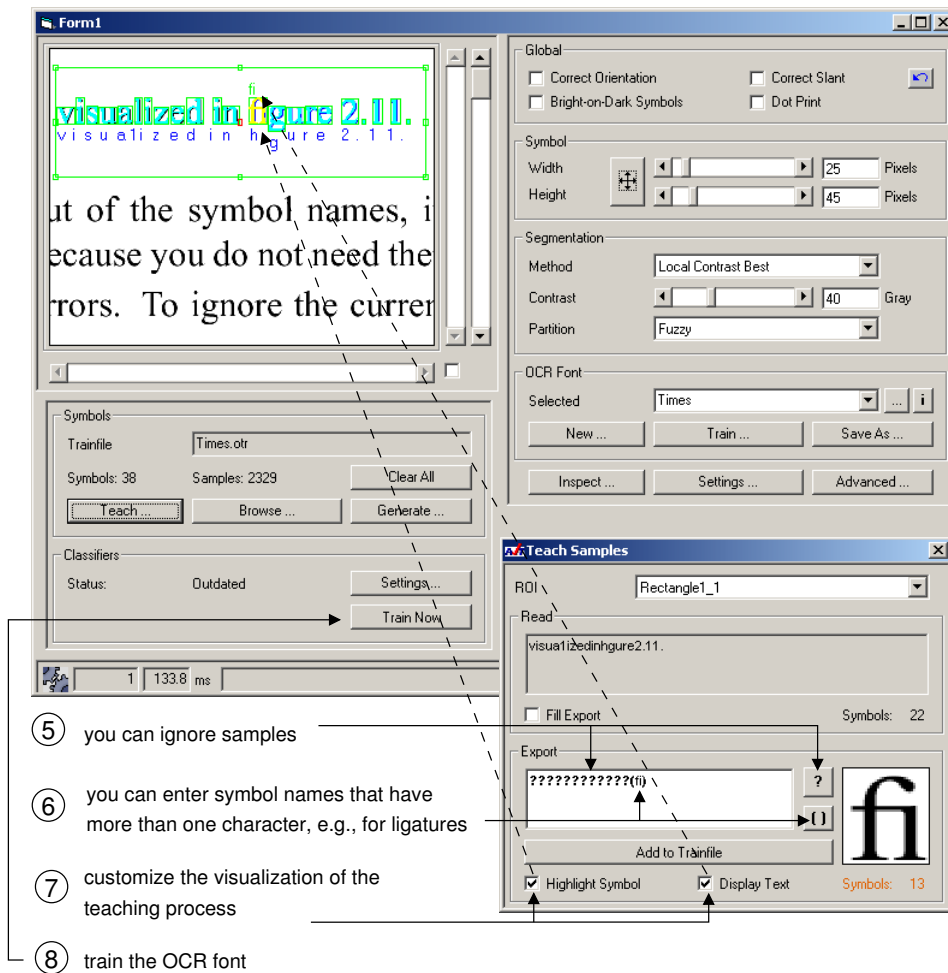 Form1
fi
visualized in figure 2.11.
visua1ized in hgure 2.11.
ut of the symbol names, i
ecause you do not need the
rrors. To ignore the currer
Global
Correct Orientation
Correct Slant
Bright-on-Dark Symbols
Dot Print
Symbol
Width
25
Pixels
Height
45
Pixels
Segmentation
Method
Local Contrast Best
Contrast
40
Gray
Partition
Fuzzy
OCR Font
Selected
Times
...
i
New ...
Train ...
Save As ...
Inspect ...
Settings ...
Advanced ...
Symbols
Trainfile
Times.otr
Symbols: 38
Samples: 2329
Clear All
Teach ...
Browse ...
Generate ...
Classifiers
Status:
Outdated
Settings ...
Train Now
1
133.8 ms
Teach Samples
ROI
Rectangle1_1
Read
visua1izedinhgure2.11.
Fill Export
Symbols: 22
Export
????????????(fi)
?
()
fi
Add to Trainfile
Highlight Symbol
Display Text
Symbols: 13
5 you can ignore samples
6 you can enter symbol names that have
more than one character, e.g., for ligatures
7 customize the visualization of the
teaching process
8 train the OCR font